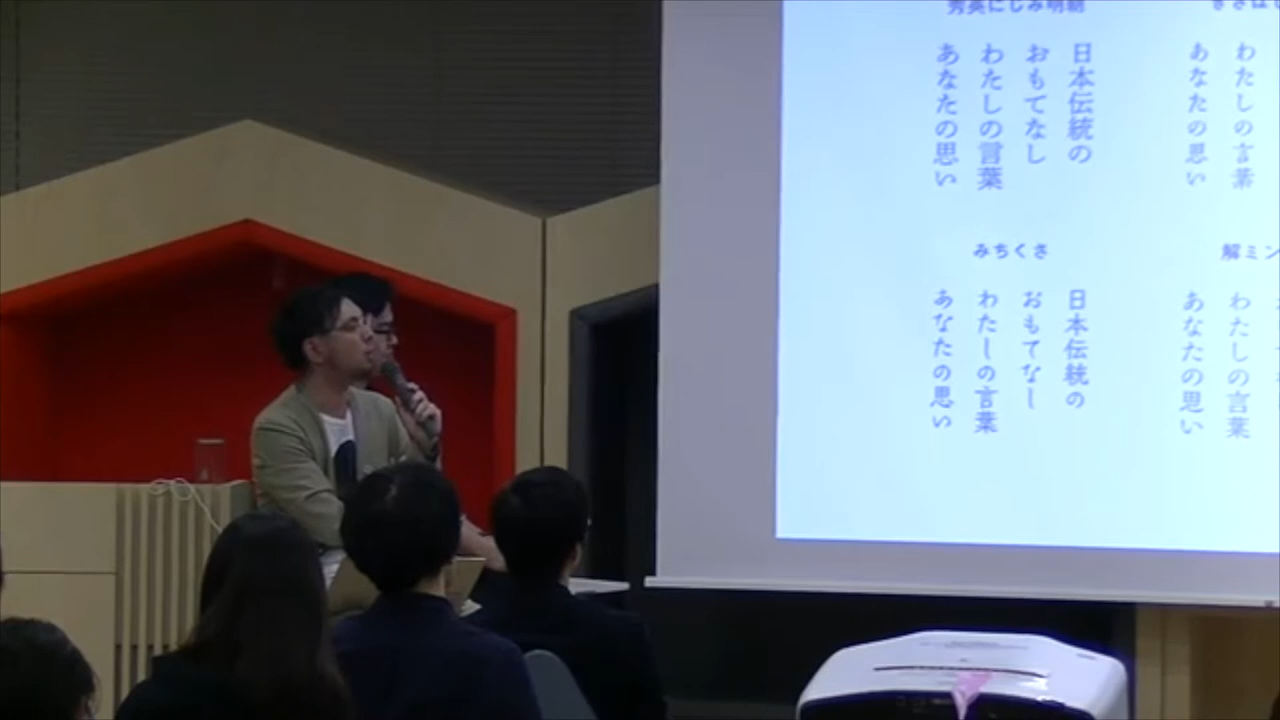 秀英にじみ明朝
日本伝統の
おもてなし
わたしの言葉
あなたの思い
わたしの言葉
あなたの思い
みちくさ
日本伝統の
おもてなし
わたしの言葉
あなたの思い
解ミン
わたしの言葉
あなたの思い